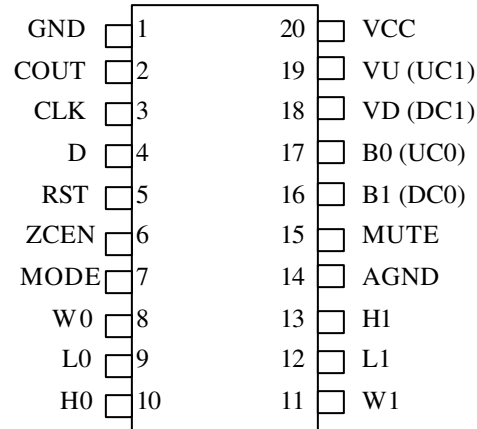 GND 1 20 VCC
COUT 2 19 VU (UC1)
CLK 3 18 VD (DC1)
D 4 17 B0 (UC0)
RST 5 16 B1 (DC0)
ZCEN 6 15 MUTE
MODE 7 14 AGND
W0 8 13 H1
L0 9 12 L1
H0 10 11 W1